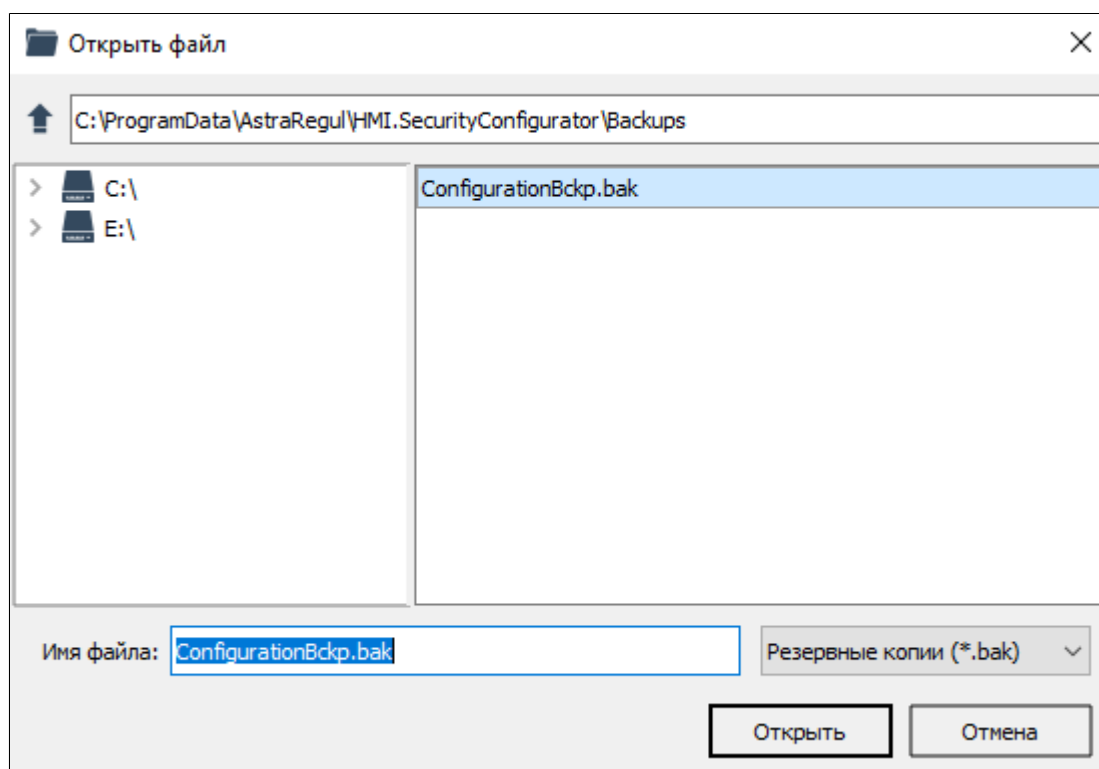 Открыть файл
C:\ProgramData\AstraRegul\HMI.SecurityConfigurator\Backups
C:\
E:\
ConfigurationBckp.bak
Имя файла: ConfigurationBckp.bak Резервные копии (*.bak)
Открыть Отмена